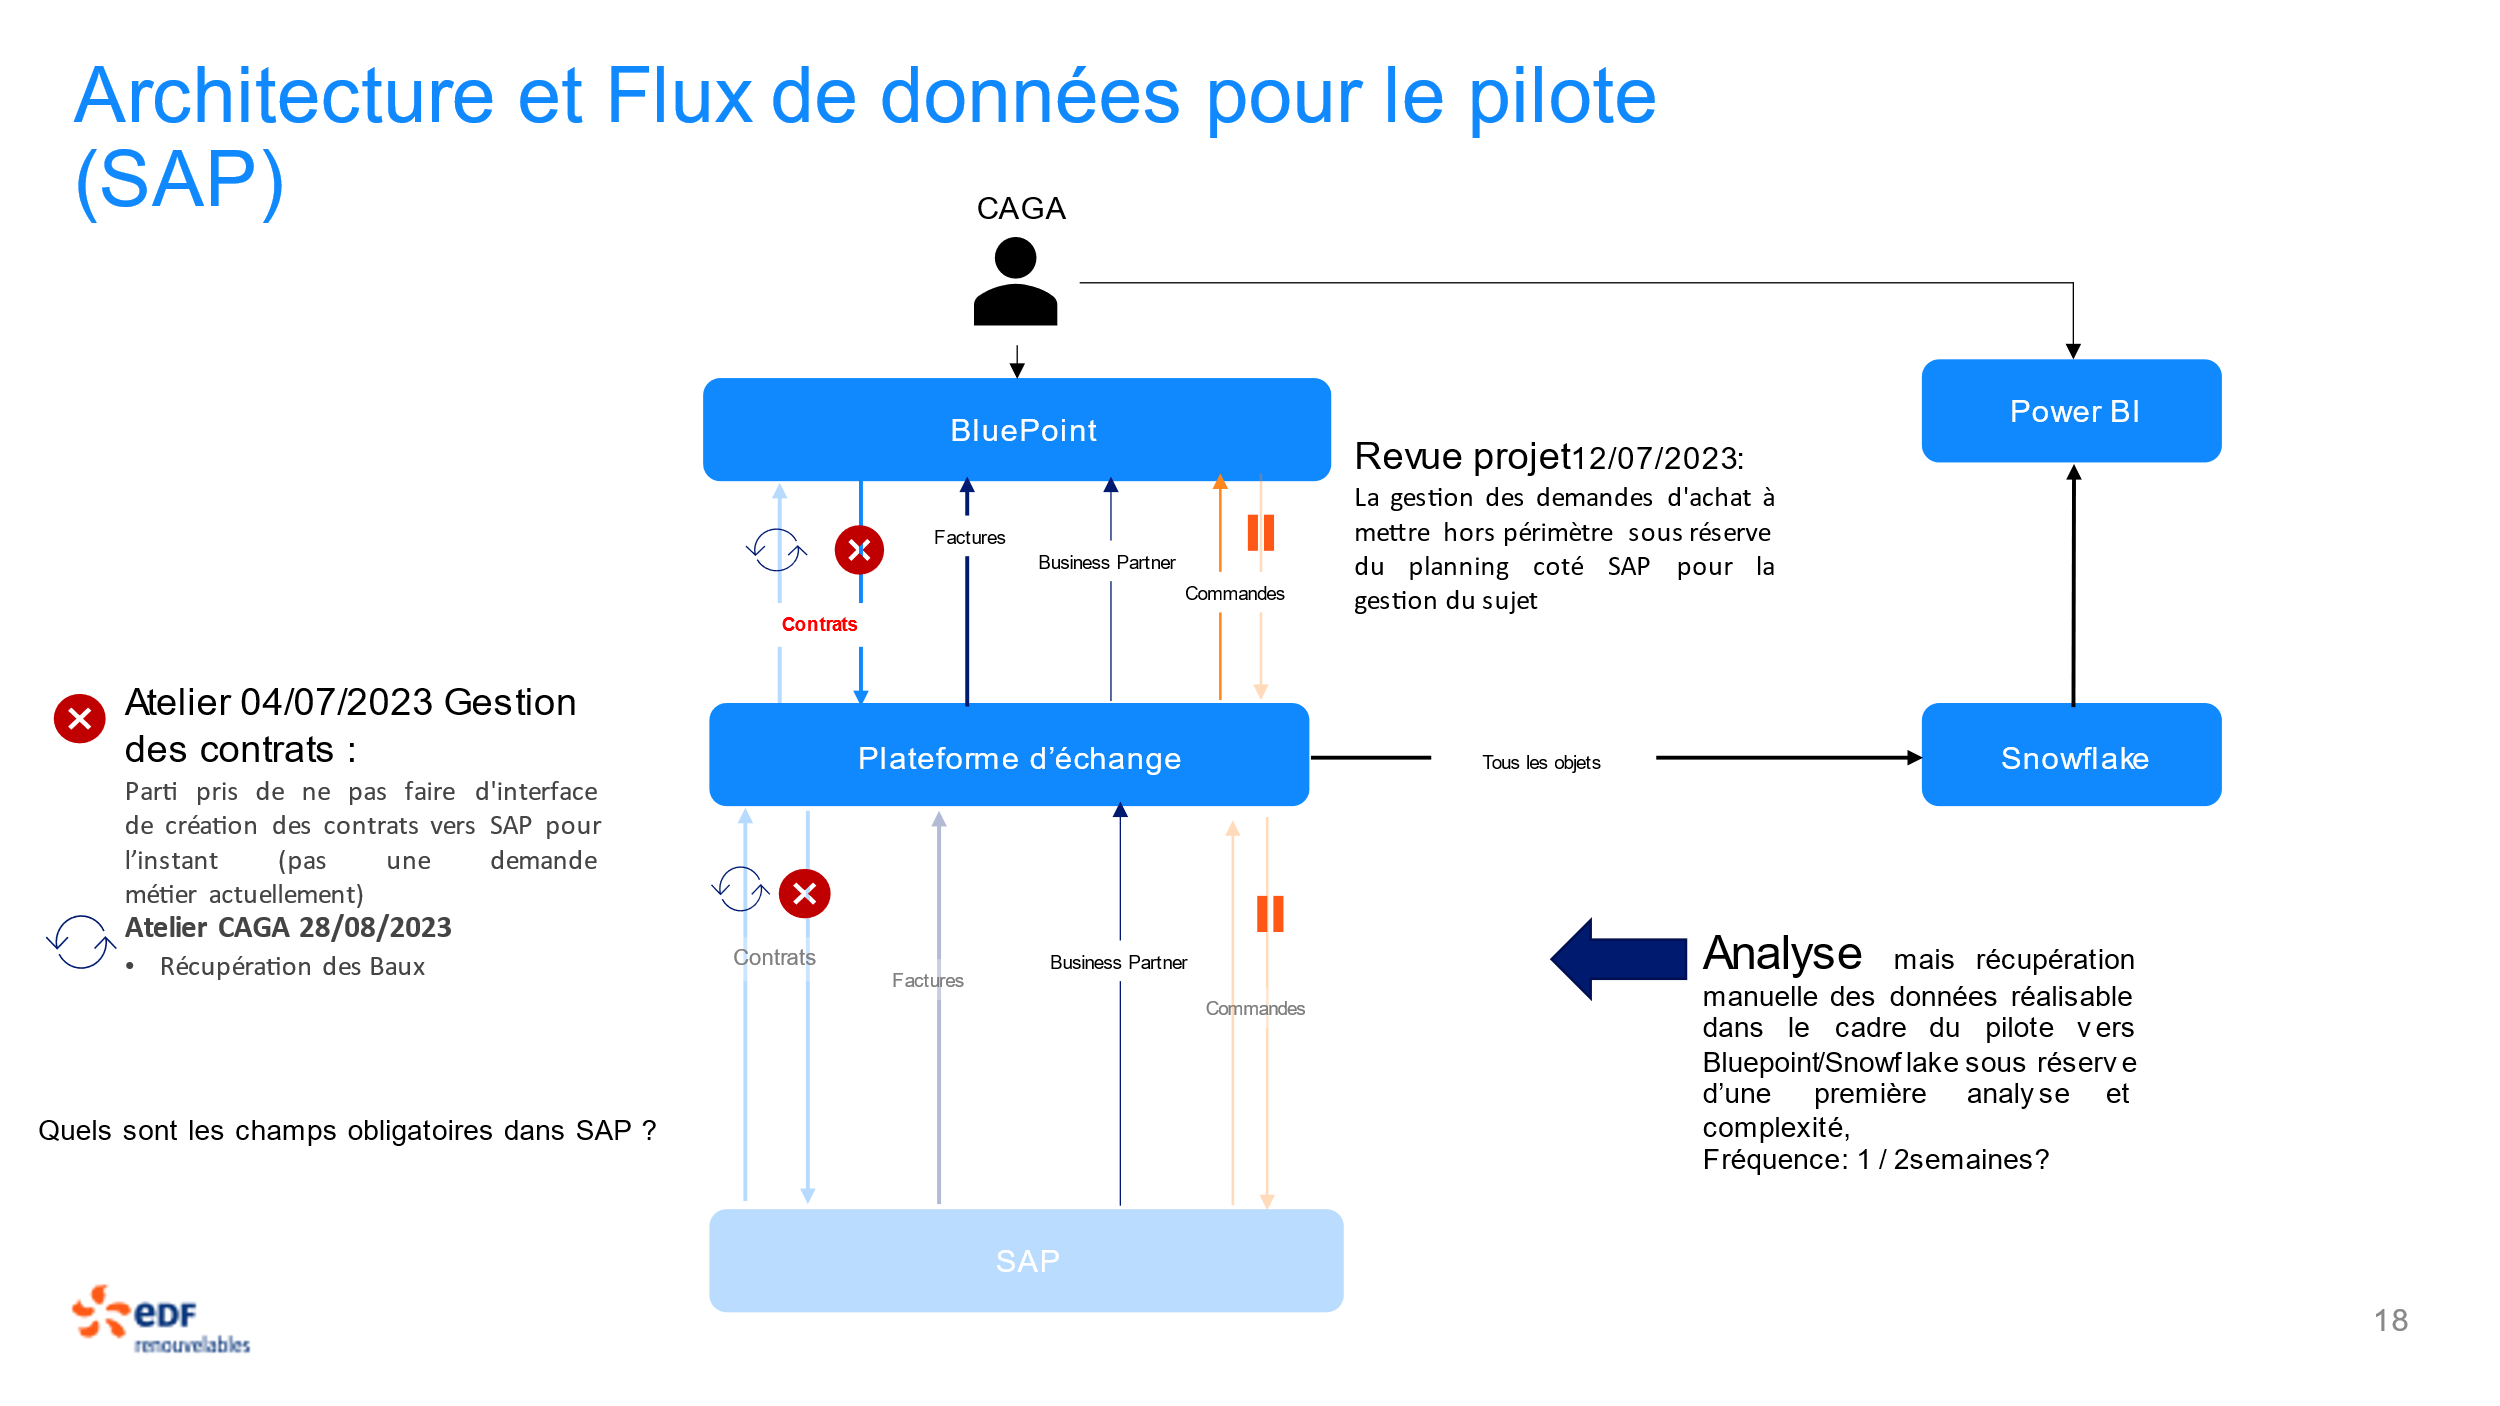 Architecture et Flux de données pour le pilote
(SAP)
CAGA
BluePoint
Power BI
Revue projet12/07/2023:
La gestion des demandes d'achat à
mettre hors périmètre sous réserve
du planning coté SAP pour la
gestion du sujet
Factures
Business Partner
Commandes
Contrats
Atelier 04/07/2023 Gestion
des contrats :
Parti pris de ne pas faire d'interface
de création des contrats vers SAP pour
l’instant (pas une demande
métier actuellement)
Atelier CAGA 28/08/2023
• Récupération des Baux
Plateforme d’échange
Tous les objets
Snowflake
Contrats
Factures
Business Partner
Commandes
Analyse mais récupération
manuelle des données réalisable
dans le cadre du pilote vers
Bluepoint/Snowflake sous réserve
d’une première analyse et
complexité,
Fréquence: 1 / 2semaines?
Quels sont les champs obligatoires dans SAP ?
SAP
eDF
renouvelables
18